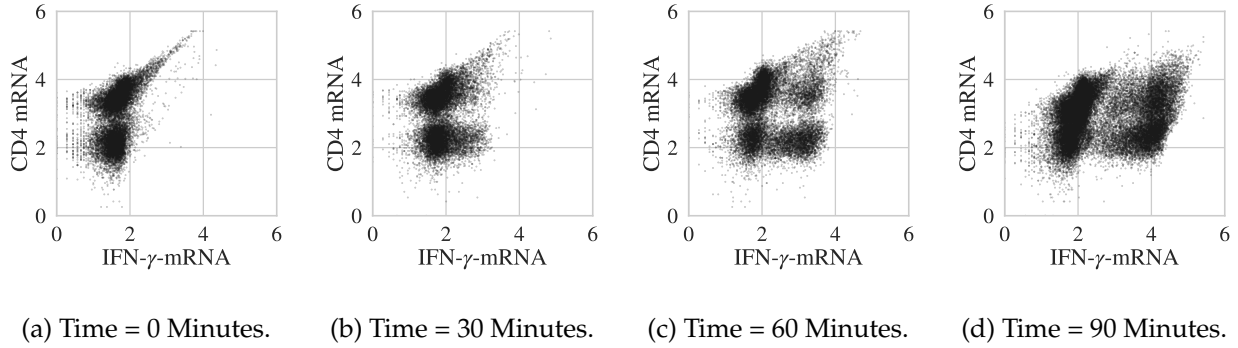 6
4
2
0
CD4 mRNA
0 2 4 6
IFN-γ-mRNA
(a) Time = 0 Minutes.
6
4
2
0
CD4 mRNA
0 2 4 6
IFN-γ-mRNA
(b) Time = 30 Minutes.
6
4
2
0
CD4 mRNA
0 2 4 6
IFN-γ-mRNA
(c) Time = 60 Minutes.
6
4
2
0
CD4 mRNA
0 2 4 6
IFN-γ-mRNA
(d) Time = 90 Minutes.